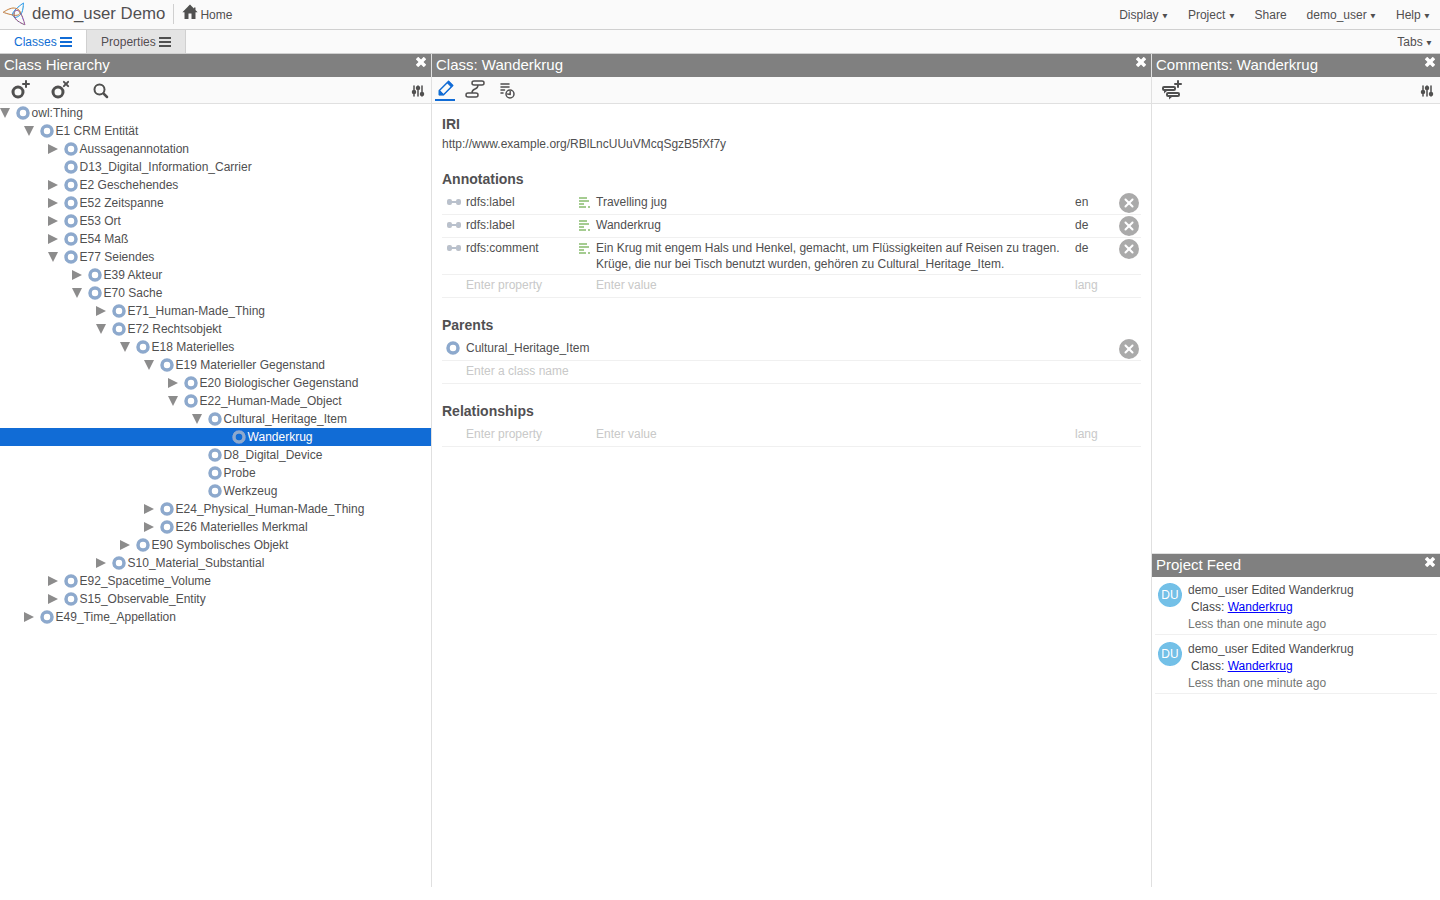 demo_user Demo
Home
Display
Project
Share
demo_user
Help
Classes
Properties
Tabs
Class Hierarchy
owl:Thing
E1 CRM Entität
Aussagenannotation
D13_Digital_Information_Carrier
E2 Geschehendes
E52 Zeitspanne
E53 Ort
E54 Maß
E77 Seiendes
E39 Akteur
E70 Sache
E71_Human-Made_Thing
E72 Rechtsobjekt
E18 Materielles
E19 Materieller Gegenstand
E20 Biologischer Gegenstand
E22_Human-Made_Object
Cultural_Heritage_Item
Wanderkrug
D8_Digital_Device
Probe
Werkzeug
E24_Physical_Human-Made_Thing
E26 Materielles Merkmal
E90 Symbolisches Objekt
S10_Material_Substantial
E92_Spacetime_Volume
S15_Observable_Entity
E49_Time_Appellation
Class: Wanderkrug
IRI
http://www.example.org/RBlLncUUuVMcqSgzB5fXf7y
Annotations
rdfs:label Travelling jug en
rdfs:label Wanderkrug de
rdfs:comment Ein Krug mit engem Hals und Henkel, gemacht, um Flüssigkeiten auf Reisen zu tragen. de
Krüge, die nur bei Tisch benutzt wurden, gehören zu Cultural_Heritage_Item.
Enter property Enter value lang
Parents
Cultural_Heritage_Item
Enter a class name
Relationships
Enter property Enter value lang
Comments: Wanderkrug
Project Feed
DU demo_user Edited Wanderkrug
Class: Wanderkrug
Less than one minute ago
DU demo_user Edited Wanderkrug
Class: Wanderkrug
Less than one minute ago